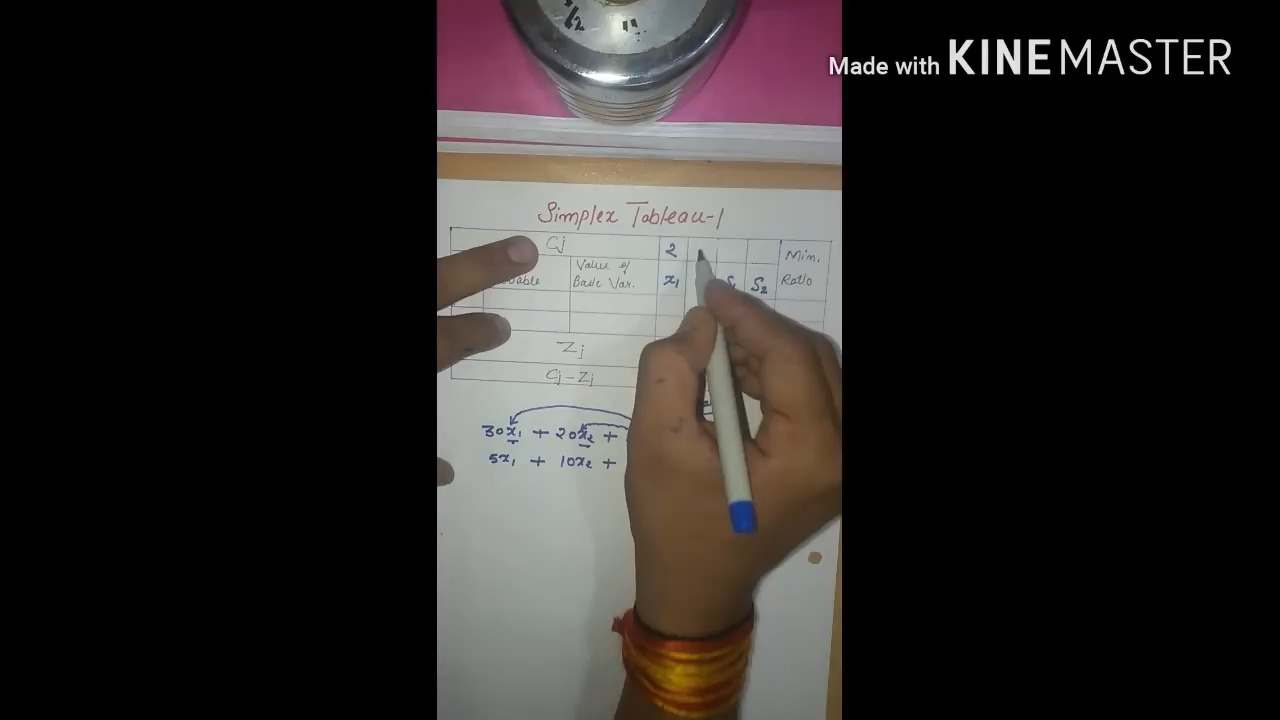 Made with KINEMASTER
Simplex Tableau-1
Cj 2 Min. Ratio
Value of Basic Var. x₁ S₂
Zj
Cj - Zj
30x₁ + 20x₂ +
5x₁ + 10x₂ +